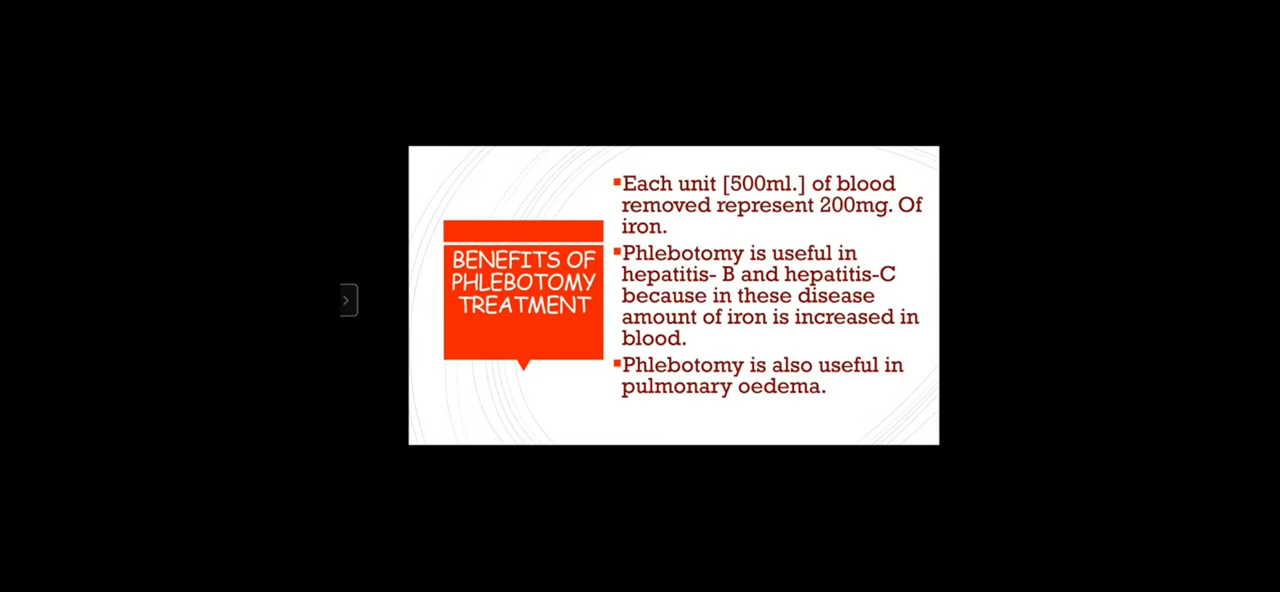 BENEFITS OF
PHLEBOTOMY
TREATMENT
▪Each unit [500ml.] of blood
removed represent 200mg. Of
iron.
▪Phlebotomy is useful in
hepatitis- B and hepatitis-C
because in these disease
amount of iron is increased in
blood.
▪Phlebotomy is also useful in
pulmonary oedema.